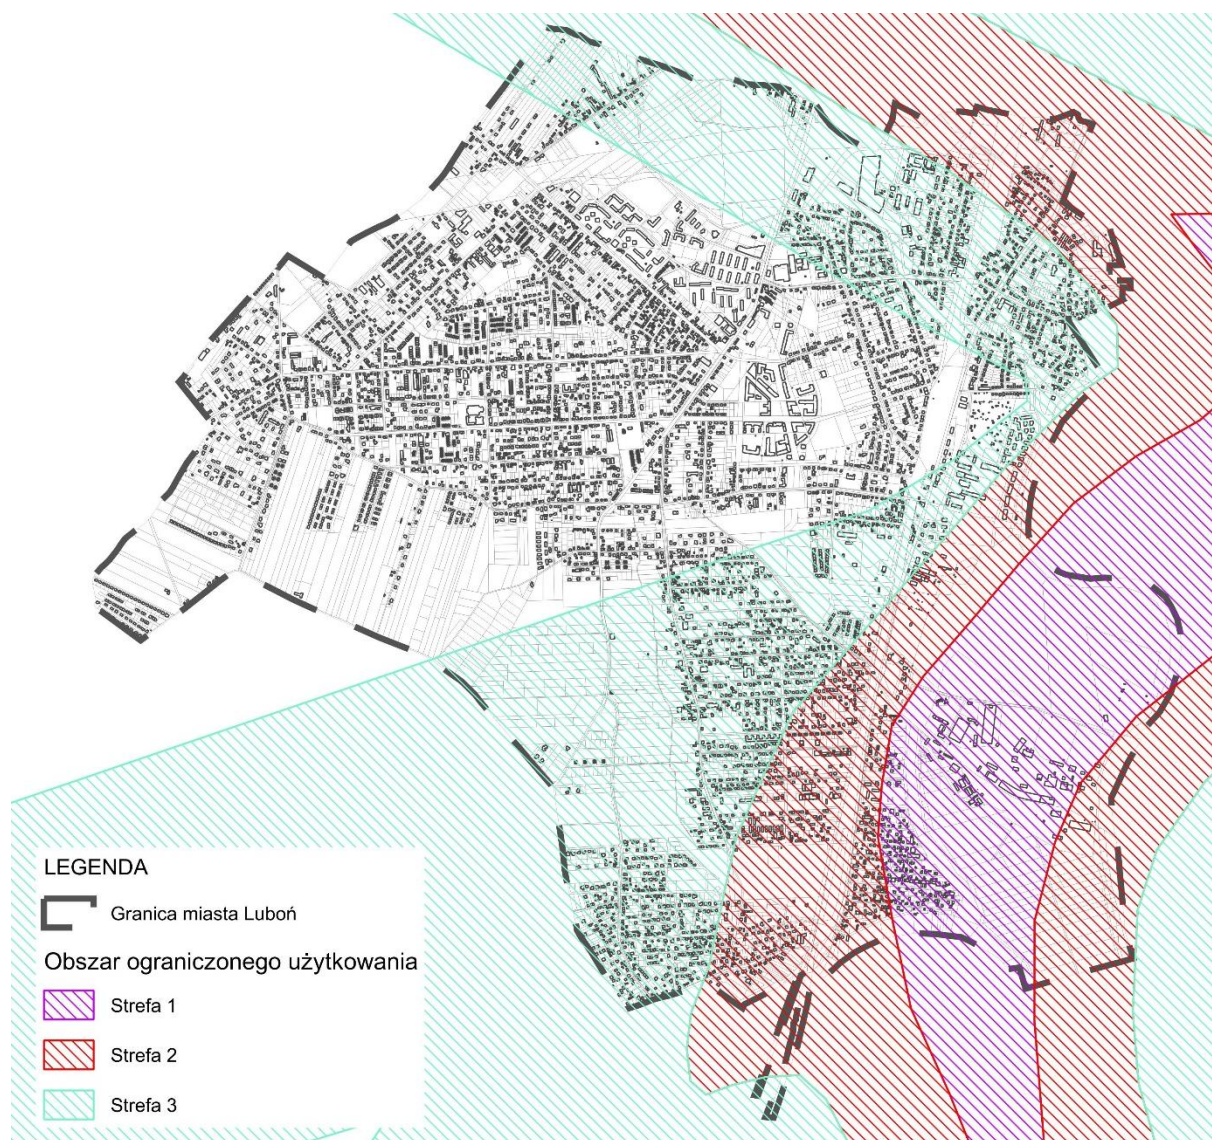 LEGENDA
Granica miasta Luboń
Obszar ograniczonego użytkowania
Strefa 1
Strefa 2
Strefa 3